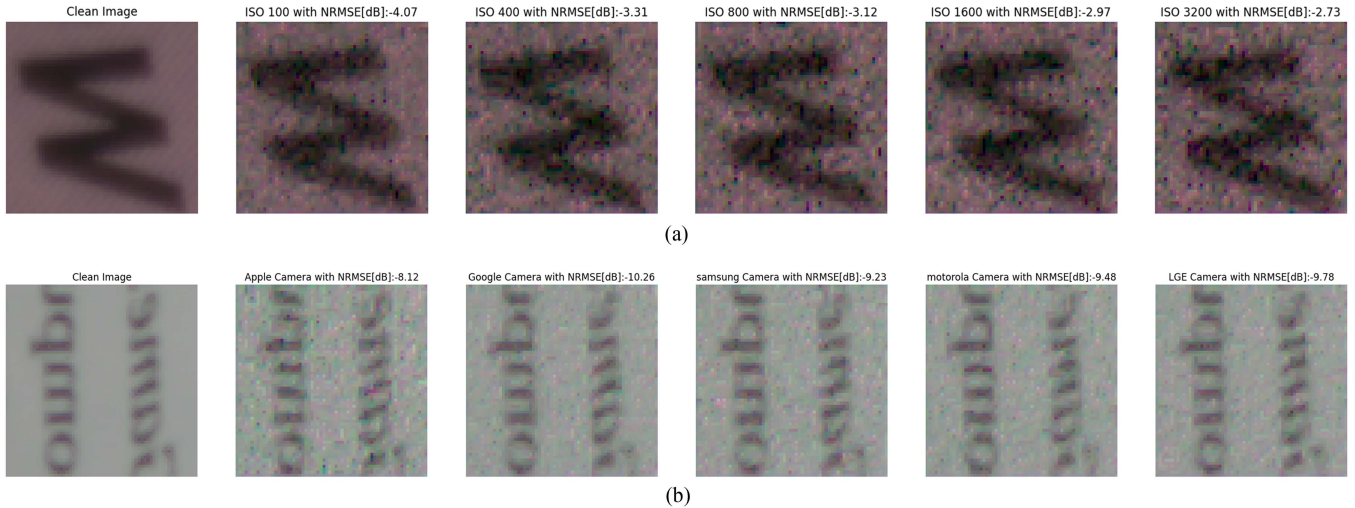 Clean Image
ISO 100 with NRMSE[dB]:-4.07
ISO 400 with NRMSE[dB]:-3.31
ISO 800 with NRMSE[dB]:-3.12
ISO 1600 with NRMSE[dB]:-2.97
ISO 3200 with NRMSE[dB]:-2.73
(a)
Clean Image
Apple Camera with NRMSE[dB]:-8.12
Google Camera with NRMSE[dB]:-10.26
samsung Camera with NRMSE[dB]:-9.23
motorola Camera with NRMSE[dB]:-9.48
LGE Camera with NRMSE[dB]:-9.78
(b)